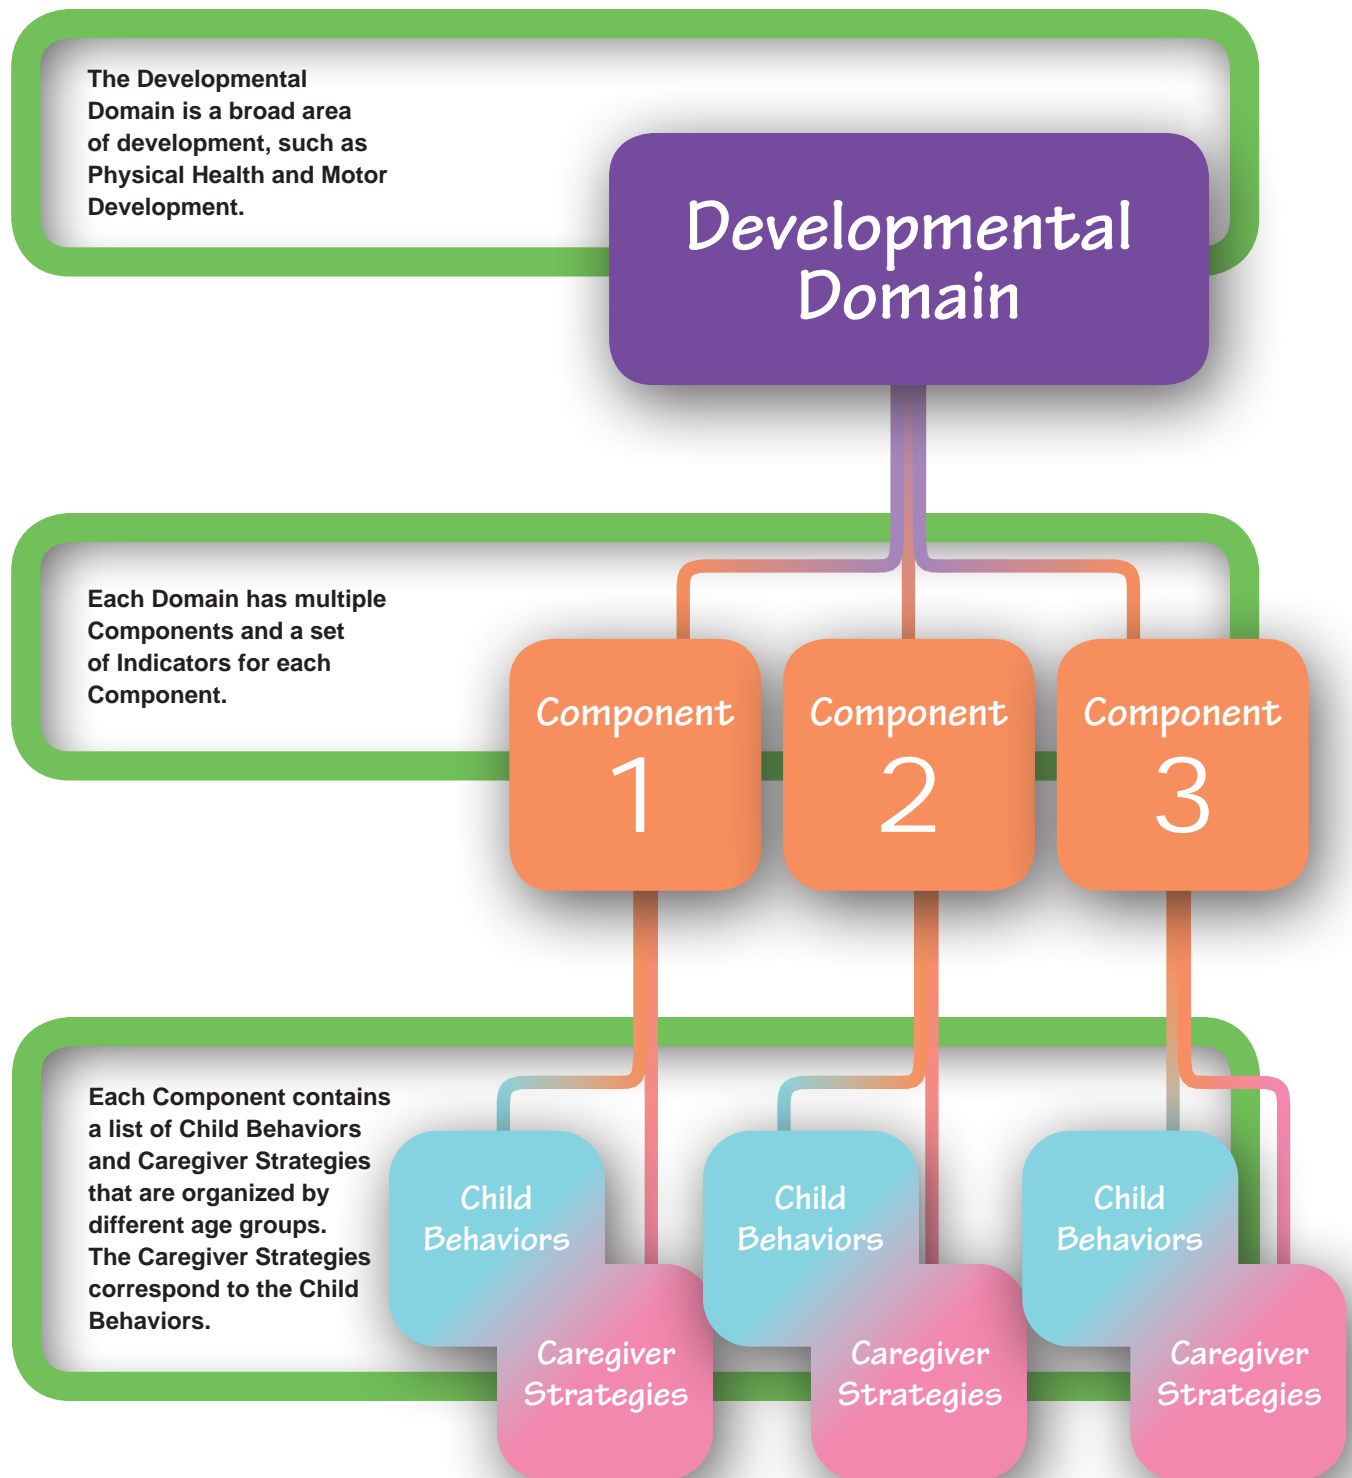 The Developmental
Domain is a broad area
of development, such as
Physical Health and Motor
Development.
Developmental
Domain
Each Domain has multiple
Components and a set
of Indicators for each
Component.
Component
1
Component
2
Component
3
Each Component contains
a list of Child Behaviors
and Caregiver Strategies
that are organized by
different age groups.
The Caregiver Strategies
correspond to the Child
Behaviors.
Child
Behaviors
Caregiver
Strategies
Child
Behaviors
Caregiver
Strategies
Child
Behaviors
Caregiver
Strategies